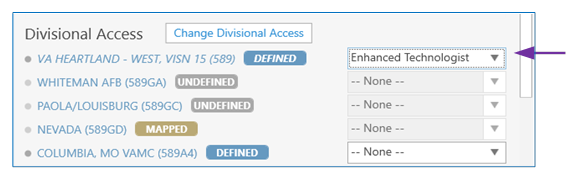 Divisional Access Change Divisional Access
VA HEARTLAND - WEST, VISN 15 (589) DEFINED Enhanced Technologist
WHITEMAN AFB (589GA) UNDEFINED -- None --
PAOLA/LOUISBURG (589GC) UNDEFINED -- None --
NEVADA (589GD) MAPPED -- None --
COLUMBIA, MO VAMC (589A4) DEFINED -- None --